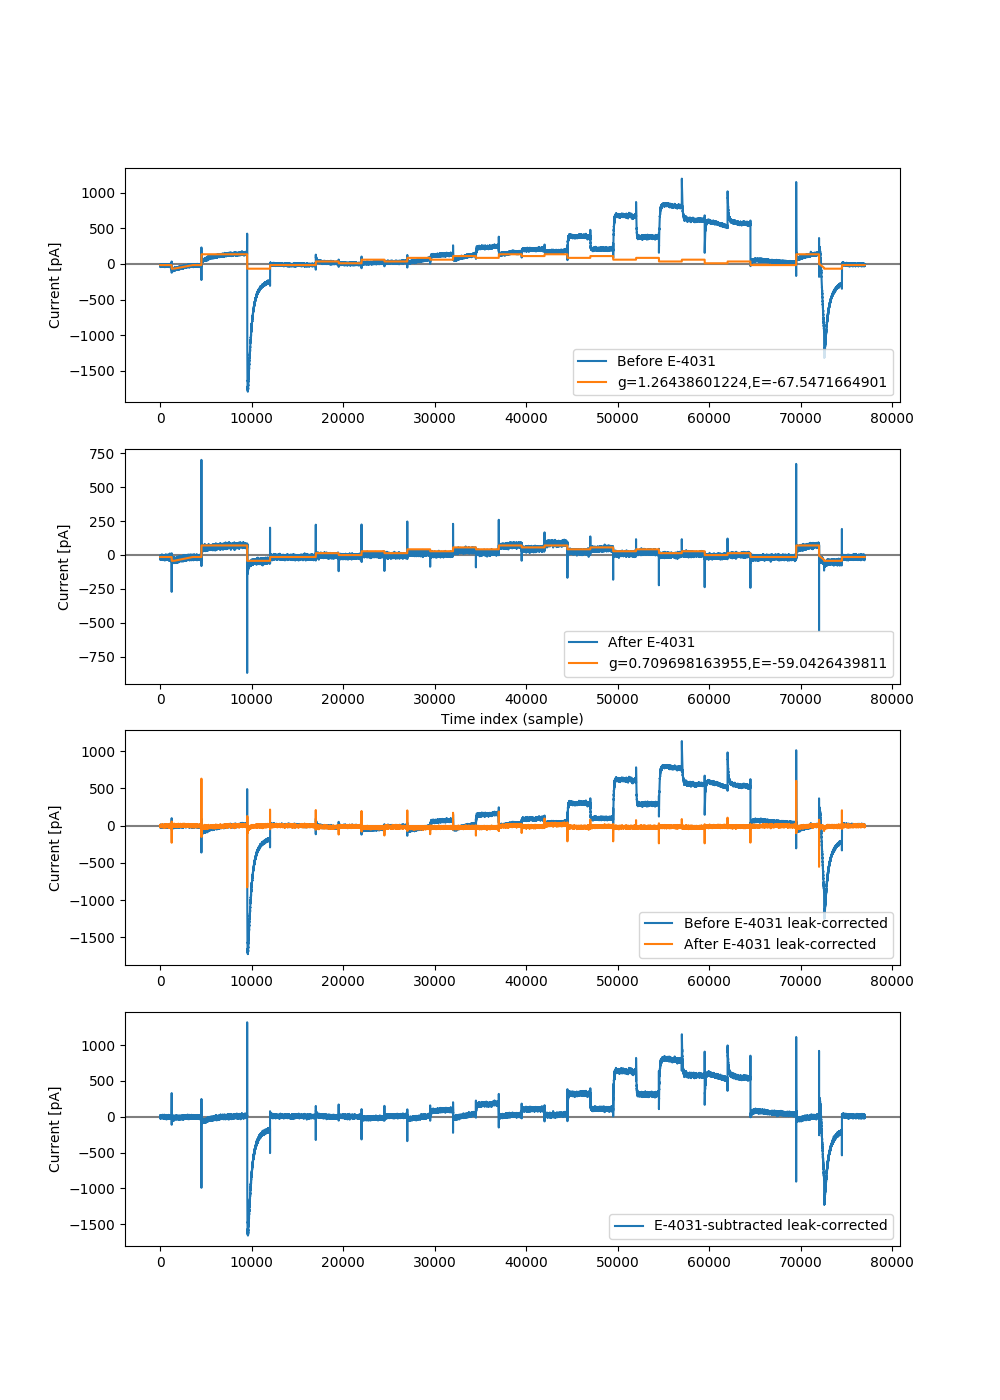 1000
500
0
−500
−1000
−1500
Current [pA]
Before E-4031
g=1.26438601224,E=-67.5471664901
0 10000 20000 30000 40000 50000 60000 70000 80000
750
500
250
0
−250
−500
−750
Current [pA]
After E-4031
g=0.709698163955,E=-59.0426439811
0 10000 20000 30000 40000 50000 60000 70000 80000
Time index (sample)
1000
500
0
−500
−1000
−1500
Current [pA]
Before E-4031 leak-corrected
After E-4031 leak-corrected
0 10000 20000 30000 40000 50000 60000 70000 80000
1000
500
0
−500
−1000
−1500
Current [pA]
E-4031-subtracted leak-corrected
0 10000 20000 30000 40000 50000 60000 70000 80000